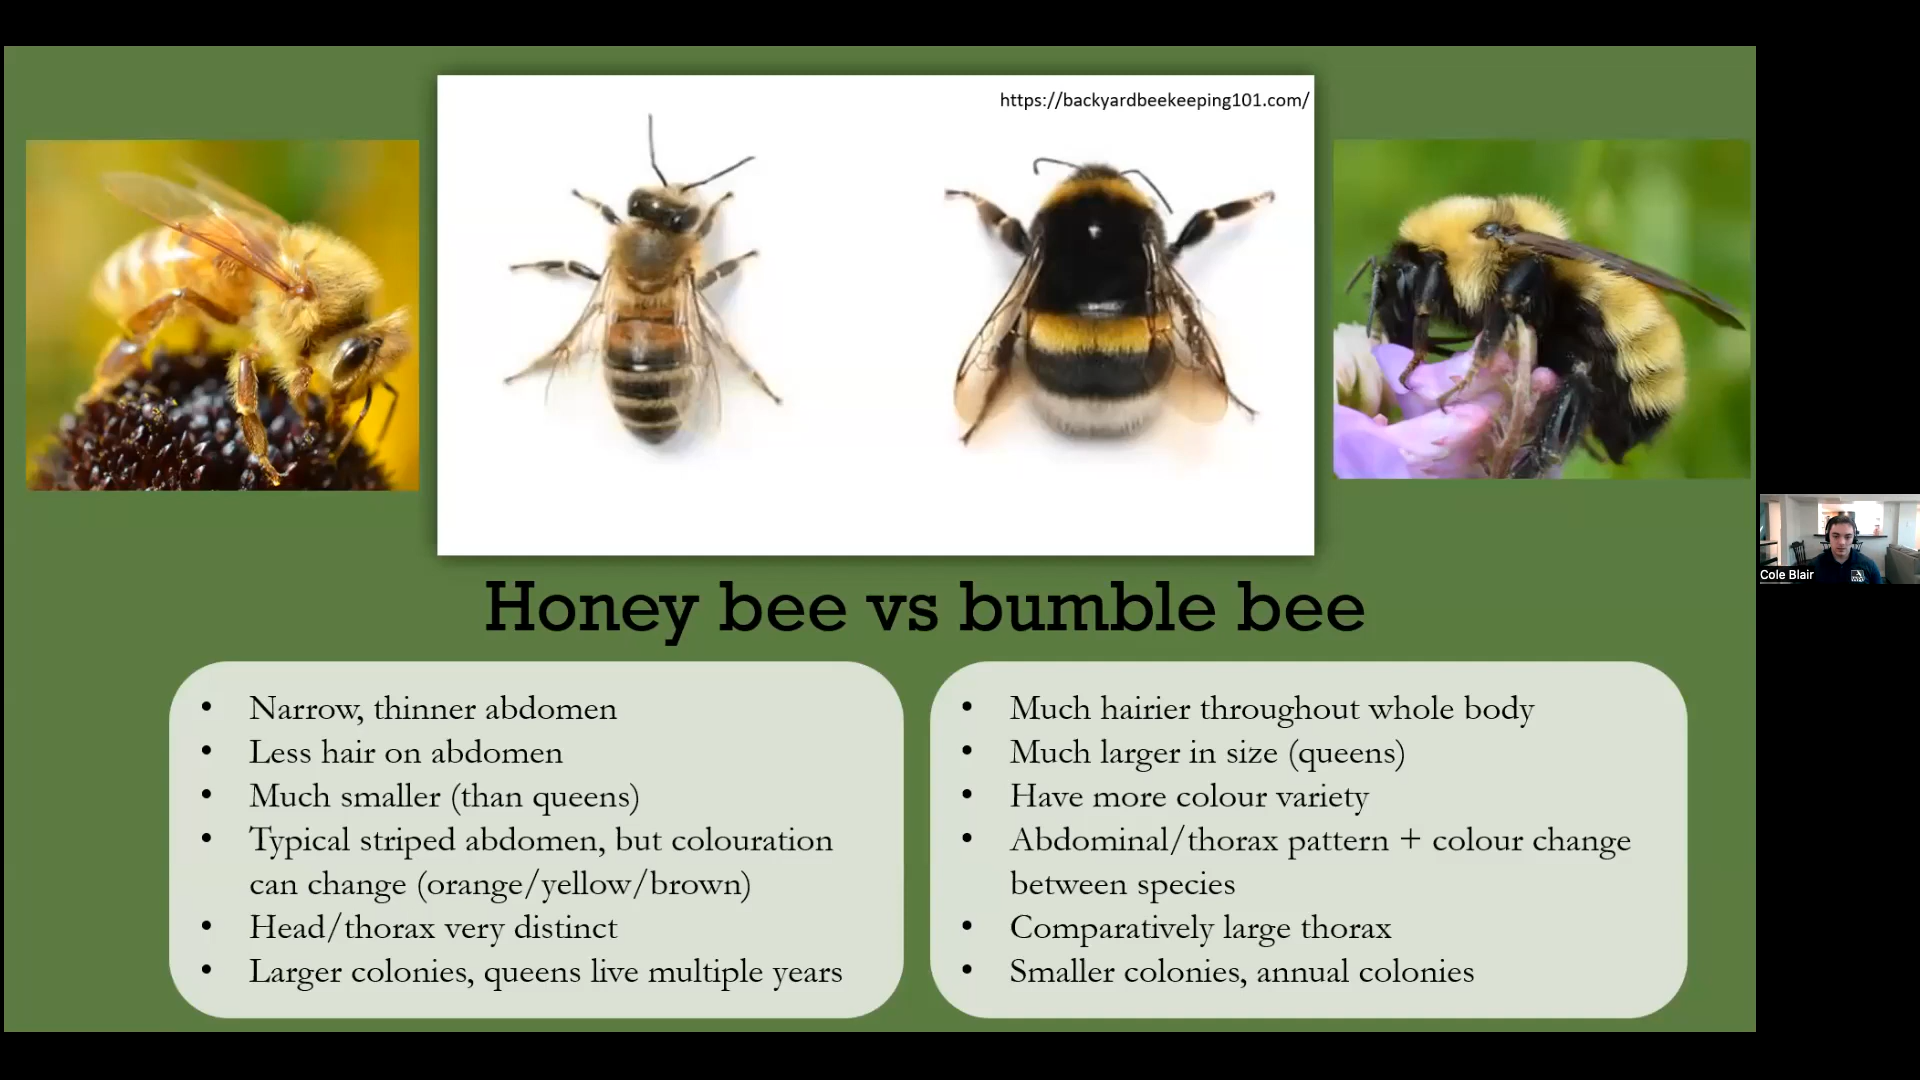 https://backyardbeekeeping101.com/
Honey bee vs bumble bee
• Narrow, thinner abdomen
• Less hair on abdomen
• Much smaller (than queens)
• Typical striped abdomen, but colouration
can change (orange/yellow/brown)
• Head/thorax very distinct
• Larger colonies, queens live multiple years
• Much hairier throughout whole body
• Much larger in size (queens)
• Have more colour variety
• Abdominal/thorax pattern + colour change
between species
• Comparatively large thorax
• Smaller colonies, annual colonies
Cole Blair